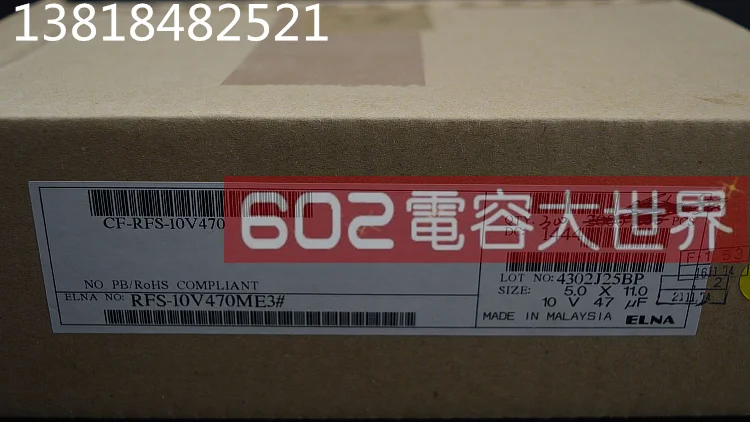 13818484521
CF-RFS-10V470
602電容大世界
NO PB/RoHS COMPLIANT
LOT NO: 4302J25BP
SIZE: 5.0 X 11.0
10 V 47 µF
ELNA NO: RFS-10V470ME3#
MADE IN MALAYSIA ELNA